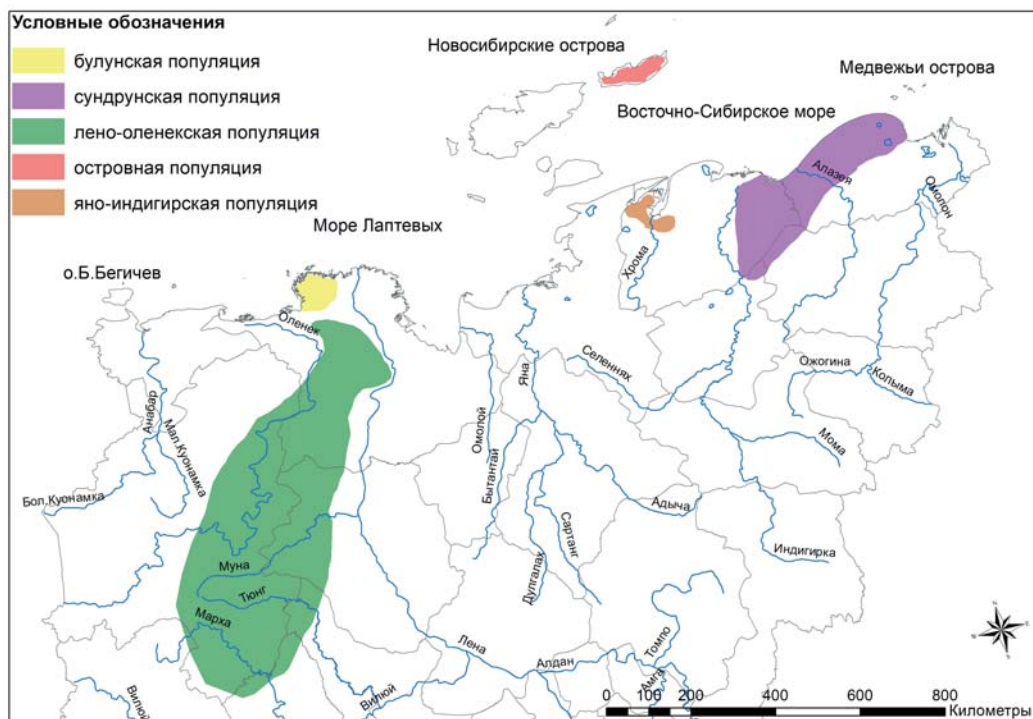 Условные обозначения
булунская популяция
сундрунская популяция
лено-оленекская популяция
островная популяция
яно-индигирская популяция
Новосибирские острова
Медвежьи острова
Восточно-Сибирское море
Море Лаптевых
о.Б.Бегичев
Алазея
Омолон
Хрома
Оленек
Селеннях
Яна
Ожогина
Колыма
Анабар
Мал.Куонамка
Омолой
Мома
Бытантай
Бол.Куонамка
Адыча
Сартанг
Индигирка
Дулгалах
Муна
Тюнг
Марха
Лена
Алдан
Томпо
Амга
Вилюй
Вилюй
N
E
S
W
0 100 200 400 600 800
Километры